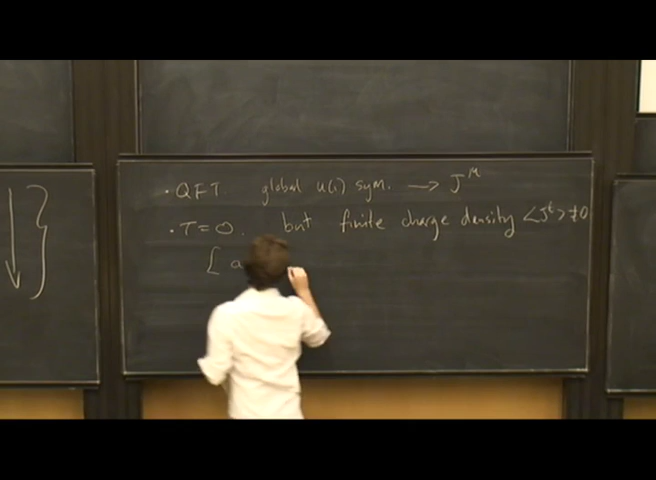 · QFT. global U(1) sym. → J^μ
· T=0. but finite charge density <J^t> ≠0
[ a